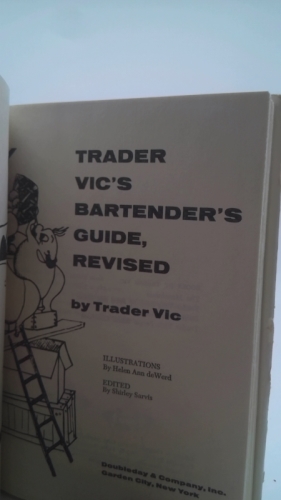 TRADER
VIC'S
BARTENDER'S
GUIDE,
REVISED
by Trader Vic
ILLUSTRATIONS
By Helen Ann deWerd
EDITED
By Shirley Sarvis
Doubleday & Company, Inc.
Garden City, New York